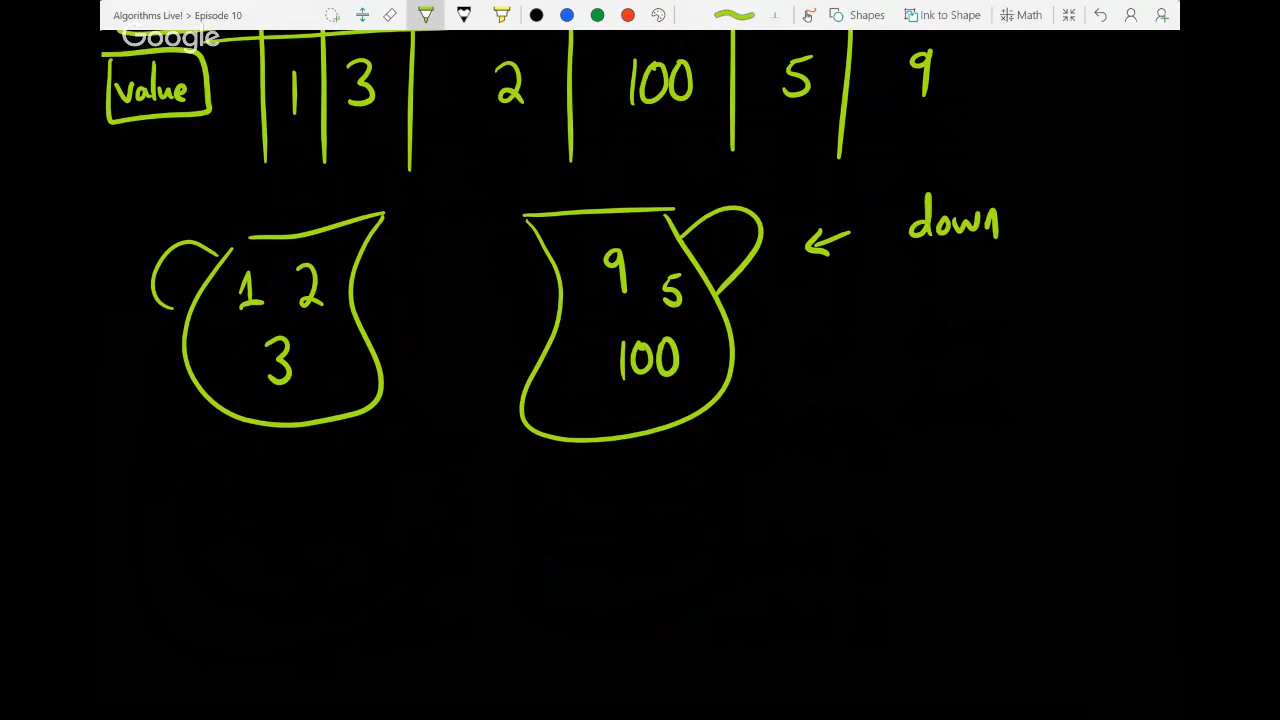 Algorithms Live! > Episode 10
Shapes Ink to Shape Math
Google
value 1 3 2 100 5 9
down
1 2 9 5
3 100